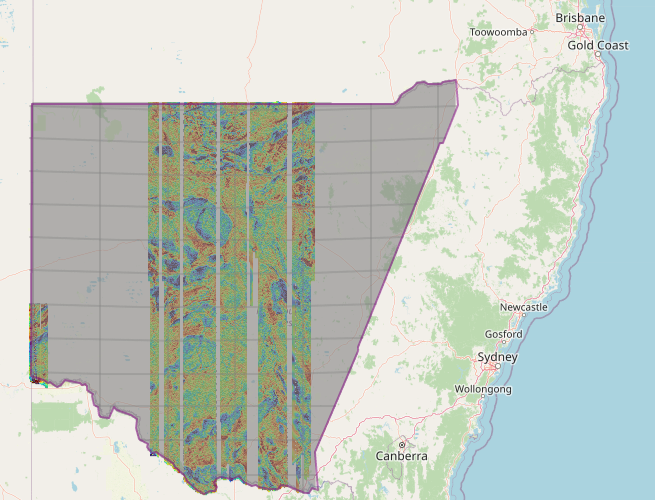 Brisbane
Toowoomba
Gold Coast
Newcastle
Gosford
Sydney
Wollongong
Canberra